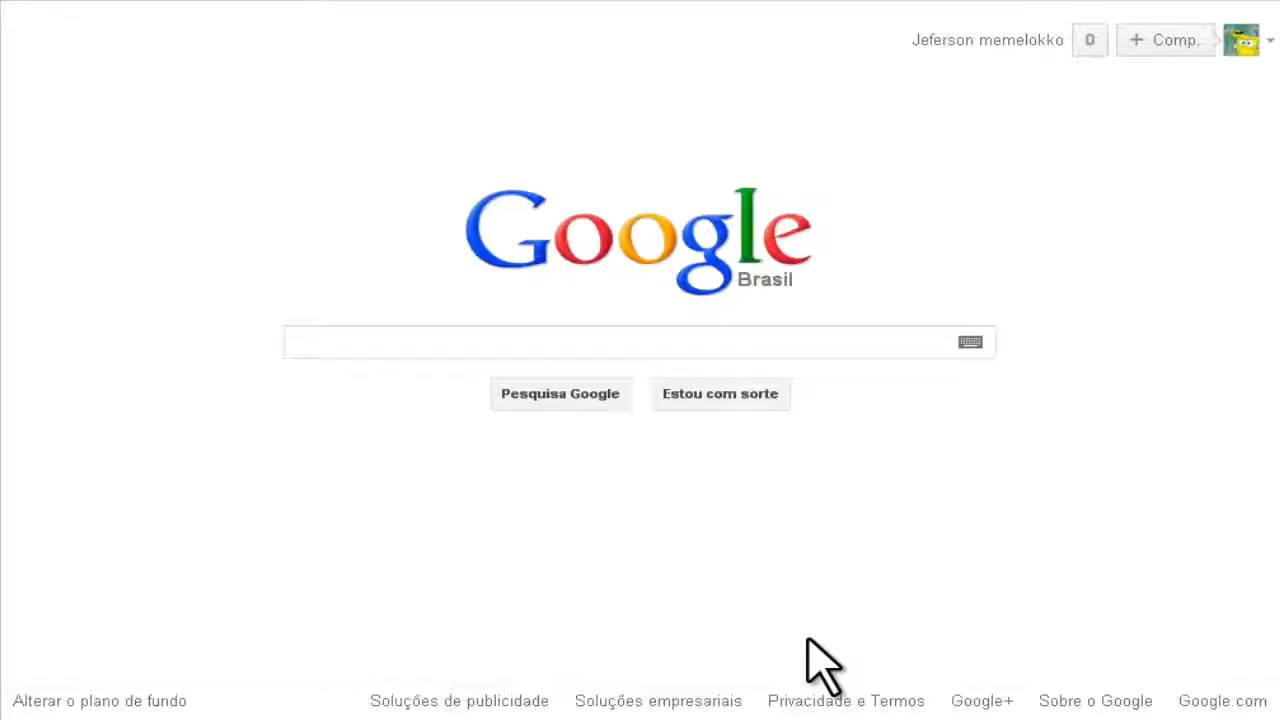 Jeferson memelokko 0 + Comp.
Google
Brasil
Pesquisa Google Estou com sorte
Alterar o plano de fundo Soluções de publicidade Soluções empresariais Privacidade e Termos Google+ Sobre o Google Google.com